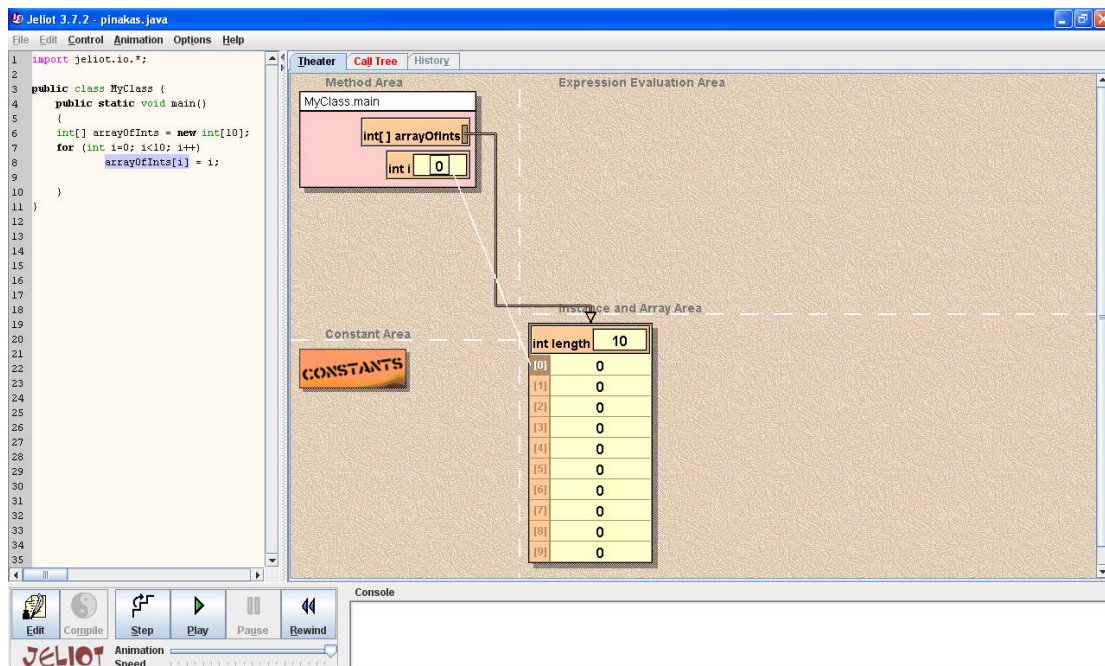 Jeliot 3.7.2 - pinakas.java
File Edit Control Animation Options Help
1 import jeliot.io.*;
2
3 public class MyClass {
4 public static void main()
5 {
6 int[] arrayOfInts = new int[10];
7 for (int i=0; i<10; i++)
8 arrayOfInts[i] = i;
9
10 }
11 }
12
13
14
15
16
17
18
19
20
21
22
23
24
25
26
27
28
29
30
31
32
33
34
35
Theater Call Tree History
Method Area
Expression Evaluation Area
MyClass.main
int[] arrayOfInts
int i 0
Instance and Array Area
Constant Area
CONSTANTS
int length 10
[0] 0
[1] 0
[2] 0
[3] 0
[4] 0
[5] 0
[6] 0
[7] 0
[8] 0
[9] 0
Edit Compile Step Play Pause Rewind
JELIOT
Animation
Speed
Console